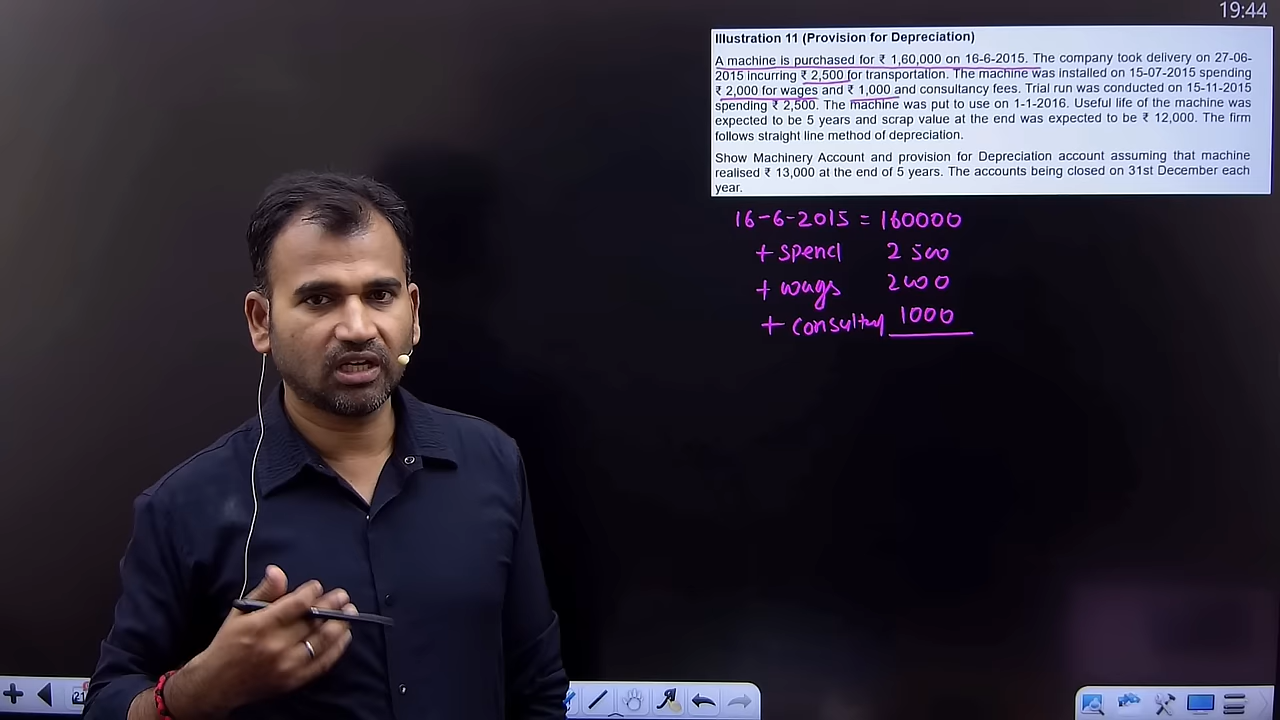 19:44
Illustration 11 (Provision for Depreciation)
A machine is purchased for ₹ 1,60,000 on 16-6-2015. The company took delivery on 27-06-
2015 incurring ₹ 2,500 for transportation. The machine was installed on 15-07-2015 spending
₹ 2,000 for wages and ₹ 1,000 and consultancy fees. Trial run was conducted on 15-11-2015
spending ₹ 2,500. The machine was put to use on 1-1-2016. Useful life of the machine was
expected to be 5 years and scrap value at the end was expected to be ₹ 12,000. The firm
follows straight line method of depreciation.
Show Machinery Account and provision for Depreciation account assuming that machine
realised ₹ 13,000 at the end of 5 years. The accounts being closed on 31st December each
year.
16-6-2015 = 160000
+ spend 2500
+ wags 2000
+ 1000